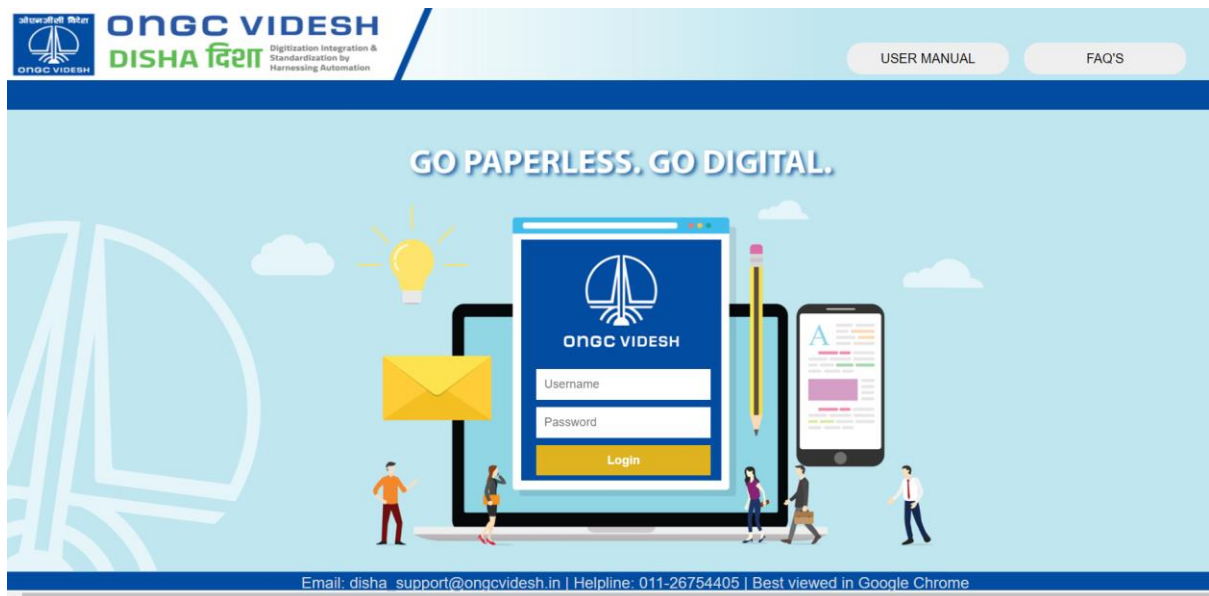 ओएनजीसी विदेश
ONGC VIDESH
ONGC VIDESH
DISHA दिशा
Digitization Integration &
Standardization by
Harnessing Automation
USER MANUAL
FAQ'S
GO PAPERLESS. GO DIGITAL.
ONGC VIDESH
Username
Password
Login
A
Email: disha_support@ongcvidesh.in | Helpline: 011-26754405 | Best viewed in Google Chrome